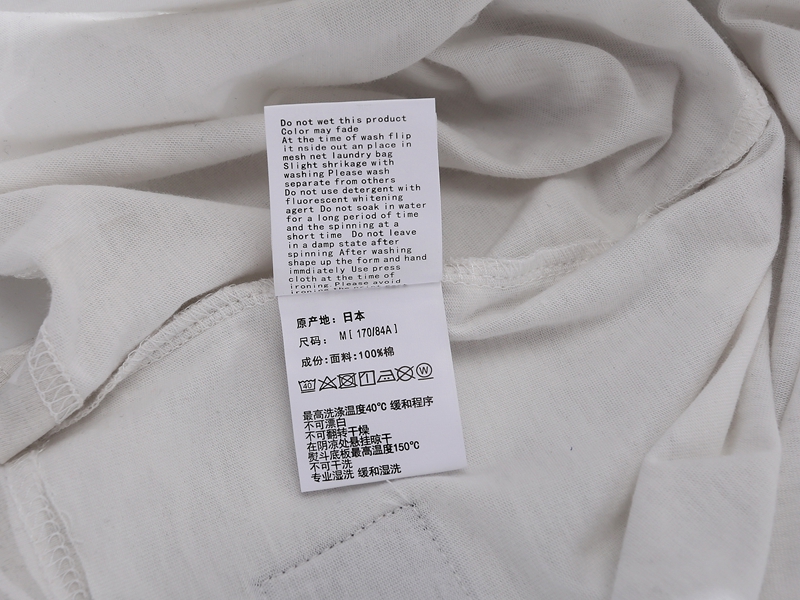 Do not wet this product
Color may fade
At the time of wash flip
it nside out an place in
mesh net laundry bag
Slight shrikage with
washing Please wash
separate from others
Do not use detergent with
fluorescent whitening
agert Do not soak in water
for a long period of time
and the spinning at a
short time Do not leave
in a damp state after
spinning After washing
shape up the form and hand
immdiately Use press
cloth at the time of
ironing Please avoid
原产地：日本
尺码： M[ 170/84A ]
成份:面料:100%棉
40 W
最高洗涤温度40℃ 缓和程序
不可漂白
不可翻转干燥
在阴凉处悬挂晾干
熨斗底板最高温度150℃
不可干洗
专业湿洗 缓和湿洗